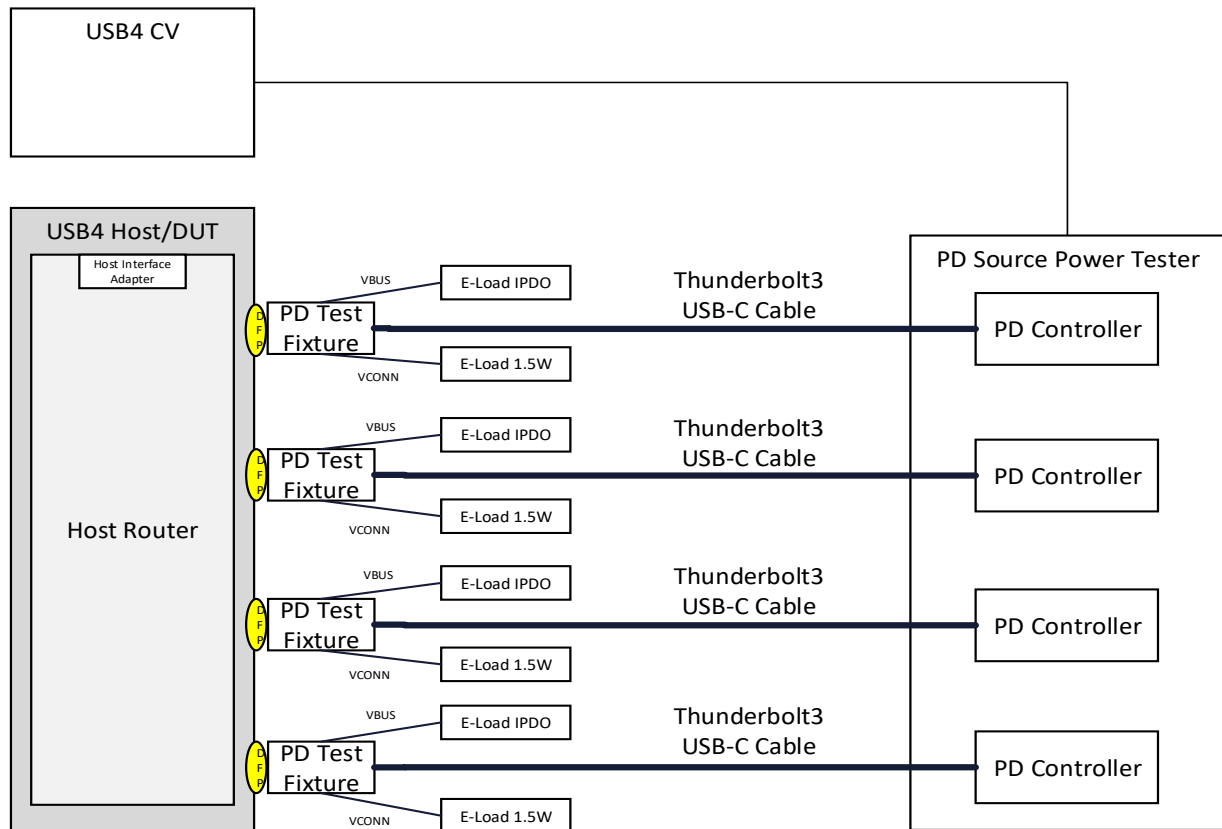 USB4 CV
USB4 Host/DUT
Host Interface
Adapter
Host Router
PD Source Power Tester
VBUS
E-Load IPDO
D
F
P
PD Test
Fixture
Thunderbolt3
USB-C Cable
PD Controller
E-Load 1.5W
VCONN
VBUS
E-Load IPDO
D
F
P
PD Test
Fixture
Thunderbolt3
USB-C Cable
PD Controller
E-Load 1.5W
VCONN
VBUS
E-Load IPDO
D
F
P
PD Test
Fixture
Thunderbolt3
USB-C Cable
PD Controller
E-Load 1.5W
VCONN
VBUS
E-Load IPDO
D
F
P
PD Test
Fixture
Thunderbolt3
USB-C Cable
PD Controller
E-Load 1.5W
VCONN